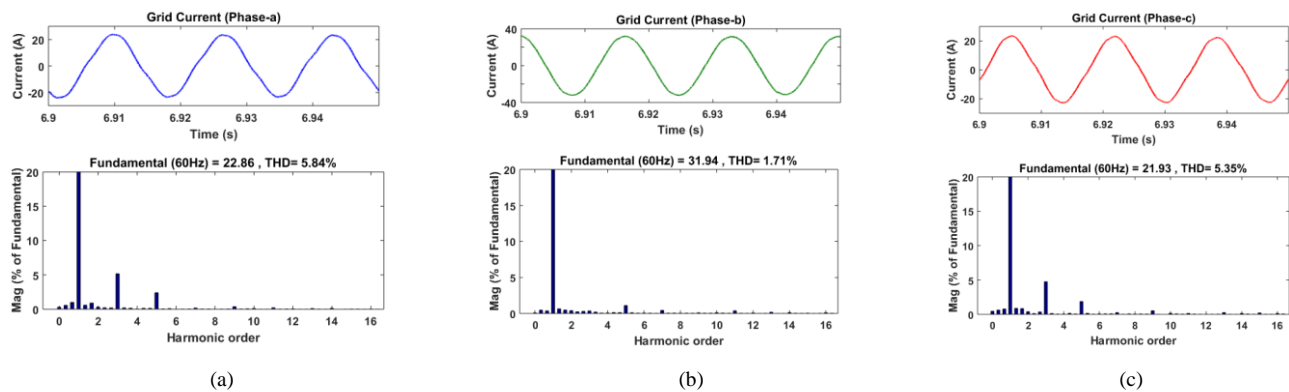 Grid Current (Phase-a)
Current (A)
20
0
-20
6.9 6.91 6.92 6.93 6.94
Time (s)
Fundamental (60Hz) = 22.86 , THD= 5.84%
Mag (% of Fundamental)
20
15
10
5
0
0 2 4 6 8 10 12 14 16
Harmonic order
(a)
Grid Current (Phase-b)
Current (A)
40
20
0
-20
-40
6.9 6.91 6.92 6.93 6.94
Time (s)
Fundamental (60Hz) = 31.94 , THD= 1.71%
Mag (% of Fundamental)
20
15
10
5
0
0 2 4 6 8 10 12 14 16
Harmonic order
(b)
Grid Current (Phase-c)
Current (A)
20
0
-20
6.9 6.91 6.92 6.93 6.94
Time (s)
Fundamental (60Hz) = 21.93 , THD= 5.35%
Mag (% of Fundamental)
20
15
10
5
0
0 2 4 6 8 10 12 14 16
Harmonic order
(c)